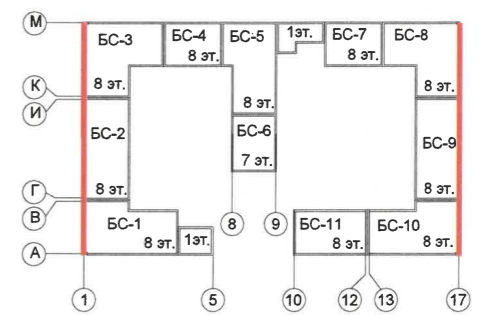 М
БС-3
БС-4
БС-5
1эт.
БС-7
БС-8
8 эт.
8 эт.
8 эт.
8 эт.
К
8 эт.
8 эт.
И
БС-2
БС-6
7 эт.
БС-9
8 эт.
8 эт.
Г
В
БС-1
8 эт.
1эт.
8
9
БС-11
8 эт.
БС-10
8 эт.
А
1
5
10
12
13
17